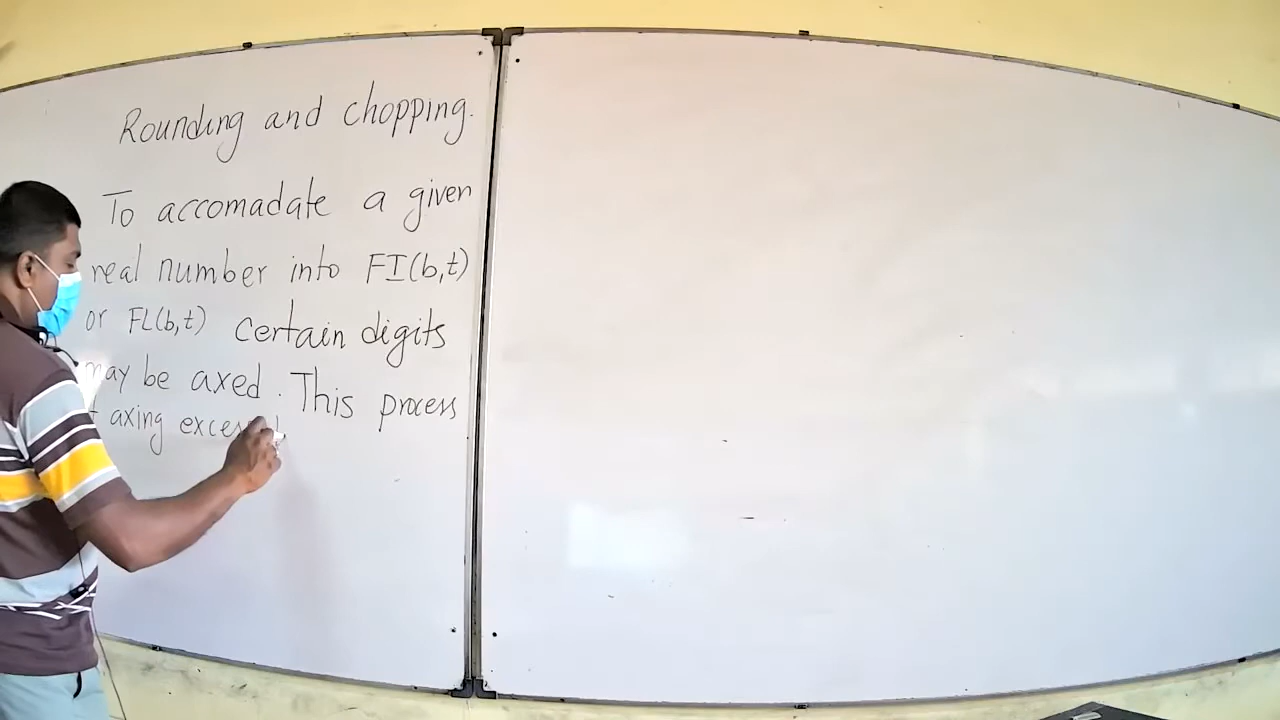 Rounding and chopping.
To accomadate a given
real number into FI(b,t)
or FL(b,t) certain digits
may be axed. This process
axing